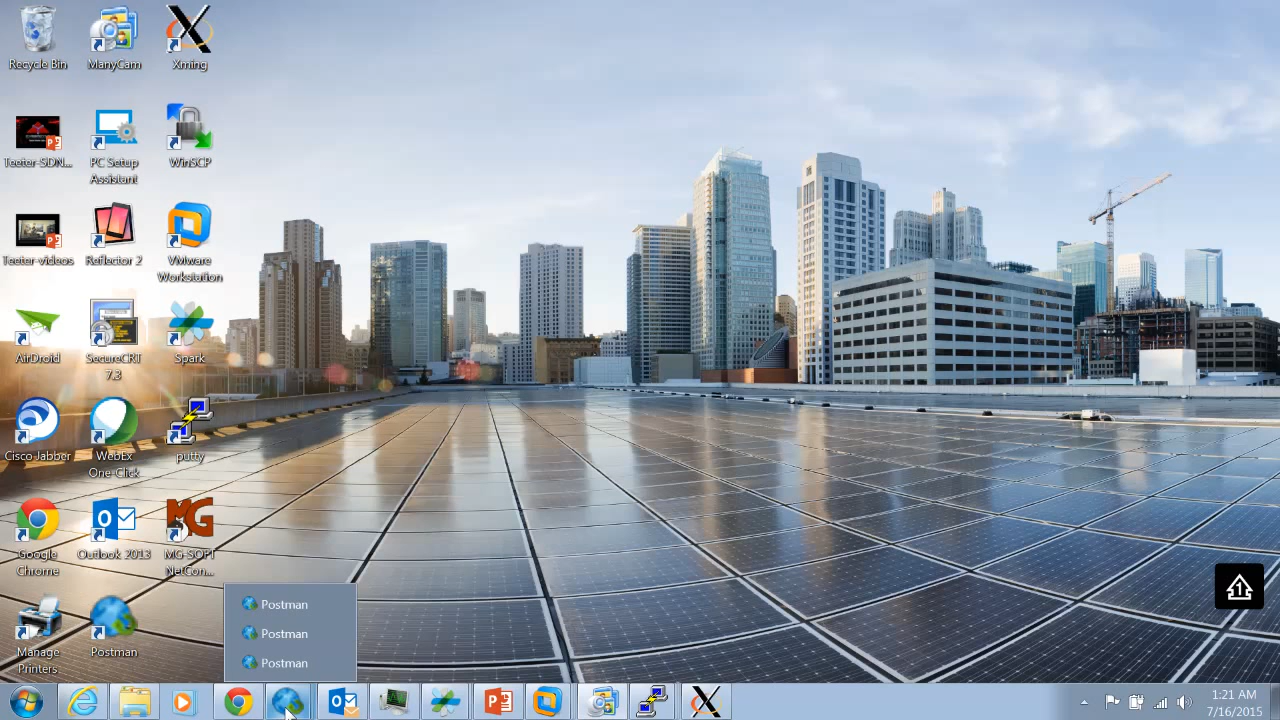 Recycle Bin
ManyCam
Xming
Teeter-SDN...
PC Setup
Assistant
WinSCP
Teeter-videos
Reflector 2
VMware
Workstation
AirDroid
SecureCRT
7.3
Spark
Cisco Jabber
WebEx
One-Click
putty
Google
Chrome
Outlook 2013
MG-SOFT
NetCon...
Manage
Printers
Postman
Postman
Postman
Postman
1
1:21 AM
7/16/2015